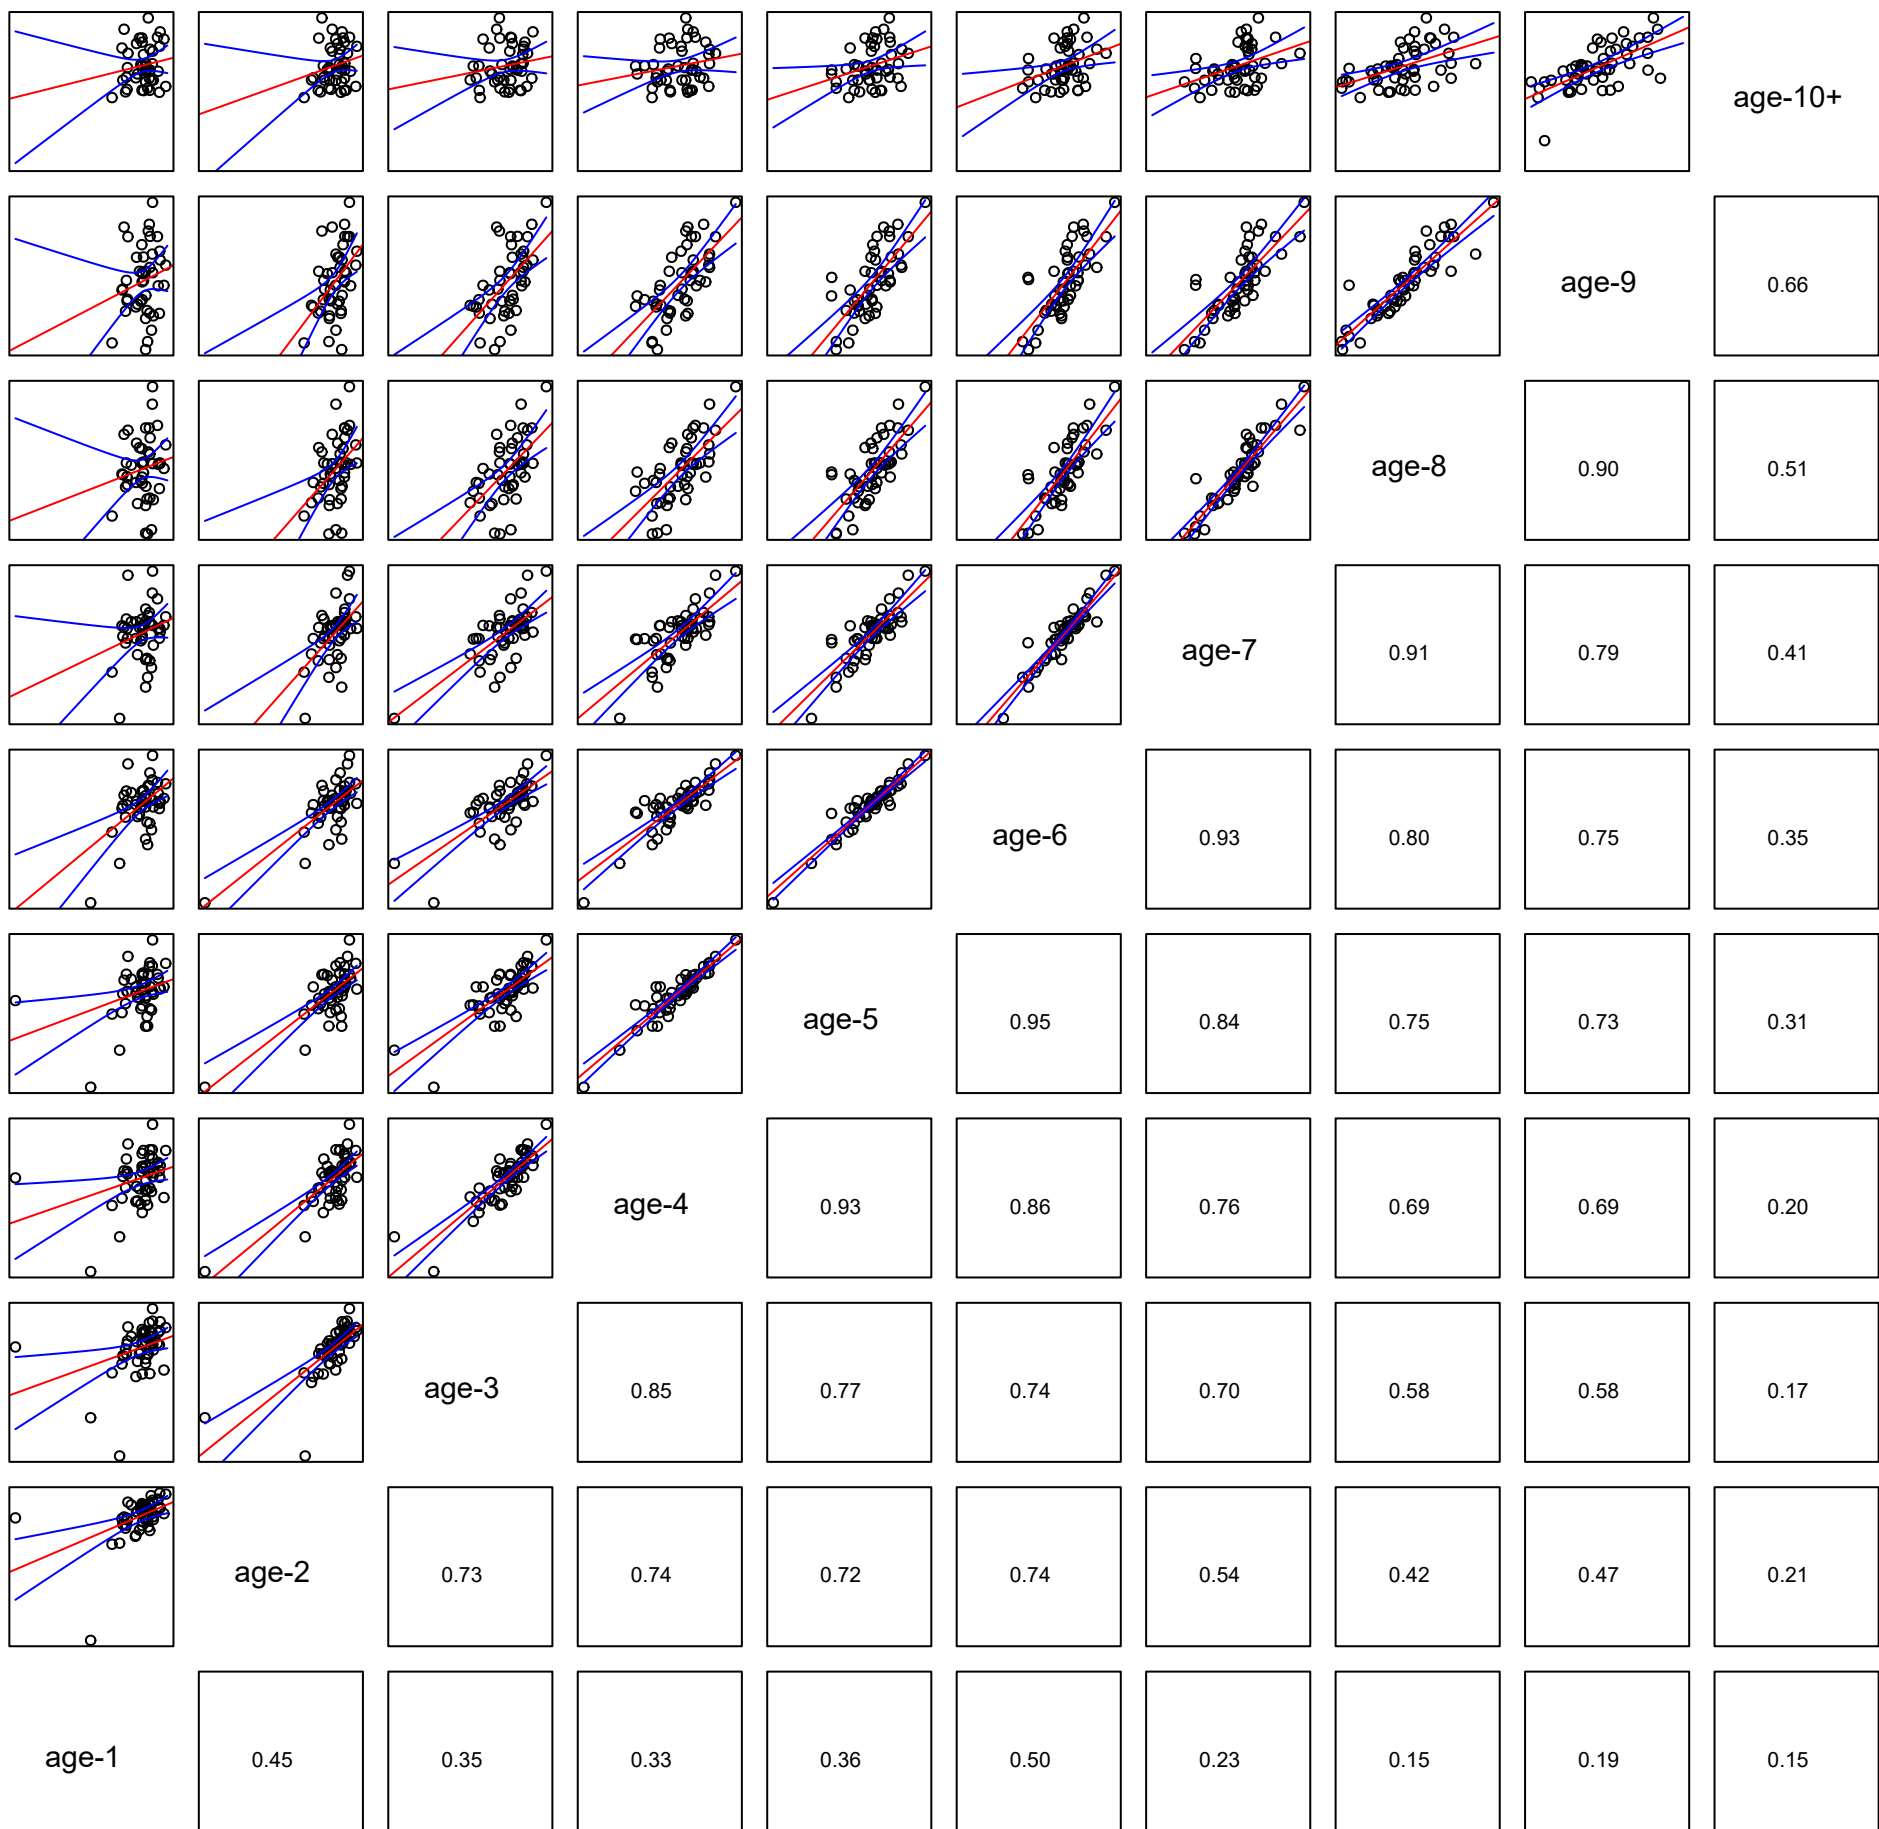 age-10+
age-9 0.66
age-8 0.90 0.51
age-7 0.91 0.79 0.41
age-6 0.93 0.80 0.75 0.35
age-5 0.95 0.84 0.75 0.73 0.31
age-4 0.93 0.86 0.76 0.69 0.69 0.20
age-3 0.85 0.77 0.74 0.70 0.58 0.58 0.17
age-2 0.73 0.74 0.72 0.74 0.54 0.42 0.47 0.21
age-1 0.45 0.35 0.33 0.36 0.50 0.23 0.15 0.19 0.15